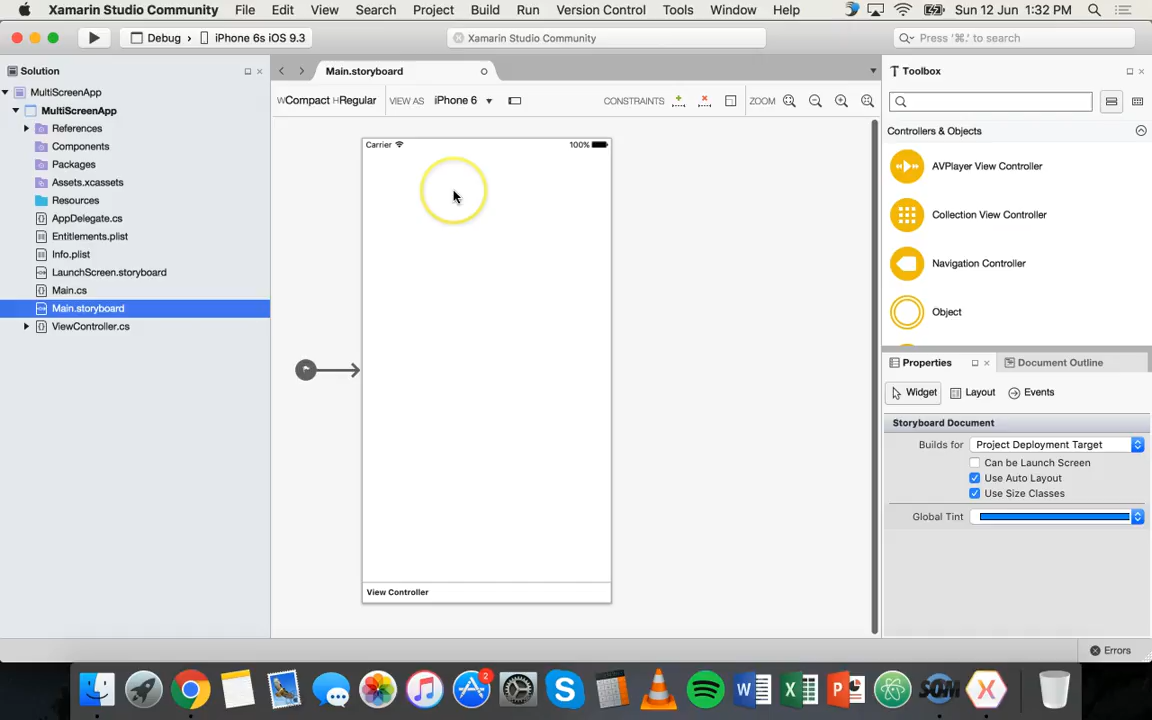 Xamarin Studio Community File Edit View Search Project Build Run Version Control Tools Window Help Sun 12 Jun 1:32 PM
Debug › iPhone 6s iOS 9.3
Xamarin Studio Community
Press '⌘.' to search
Solution
MultiScreenApp
MultiScreenApp
References
Components
Packages
Assets.xcassets
Resources
AppDelegate.cs
Entitlements.plist
Info.plist
LaunchScreen.storyboard
Main.cs
Main.storyboard
ViewController.cs
Main.storyboard
WCompact HRegular VIEW AS iPhone 6 CONSTRAINTS ZOOM
Carrier 100%
View Controller
Toolbox
Controllers & Objects
AVPlayer View Controller
Collection View Controller
Navigation Controller
Object
Properties Document Outline
Widget Layout Events
Storyboard Document
Builds for Project Deployment Target
Can be Launch Screen
Use Auto Layout
Use Size Classes
Global Tint
Errors
2